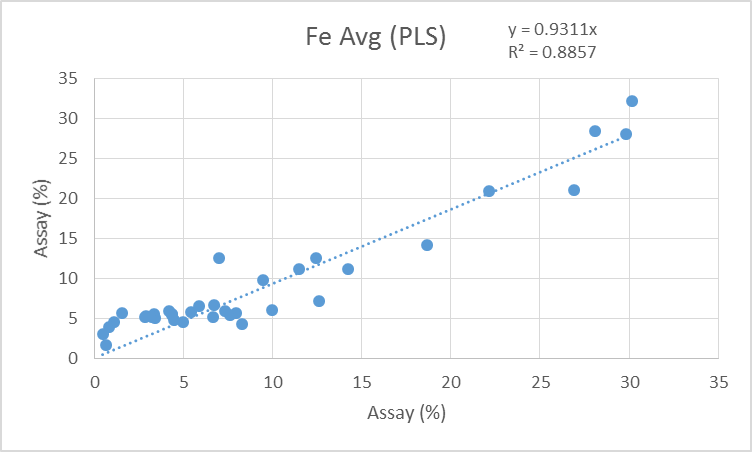 Fe Avg (PLS)
y = 0.9311x
R² = 0.8857
35
30
25
20
15
10
5
0
Assay (%)
0 5 10 15 20 25 30 35
Assay (%)